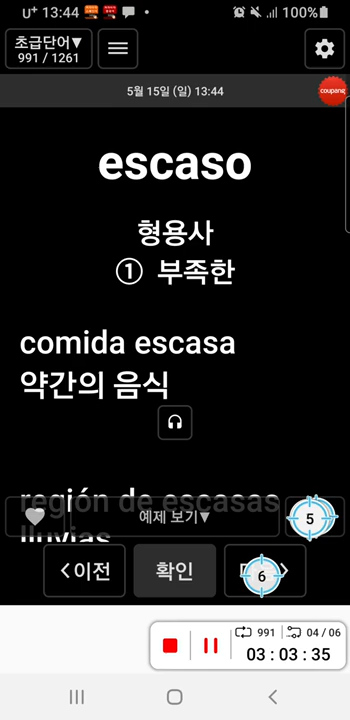 U+ 13:44 100%
초급단어▼
991 / 1261
5월 15일 (일) 13:44
coupang
escaso
형용사
① 부족한
comida escasa
약간의 음식
región de escasas
lluvias
예제 보기▼
5
<이전
확인
6
>
991 04 / 06
03 : 03 : 35